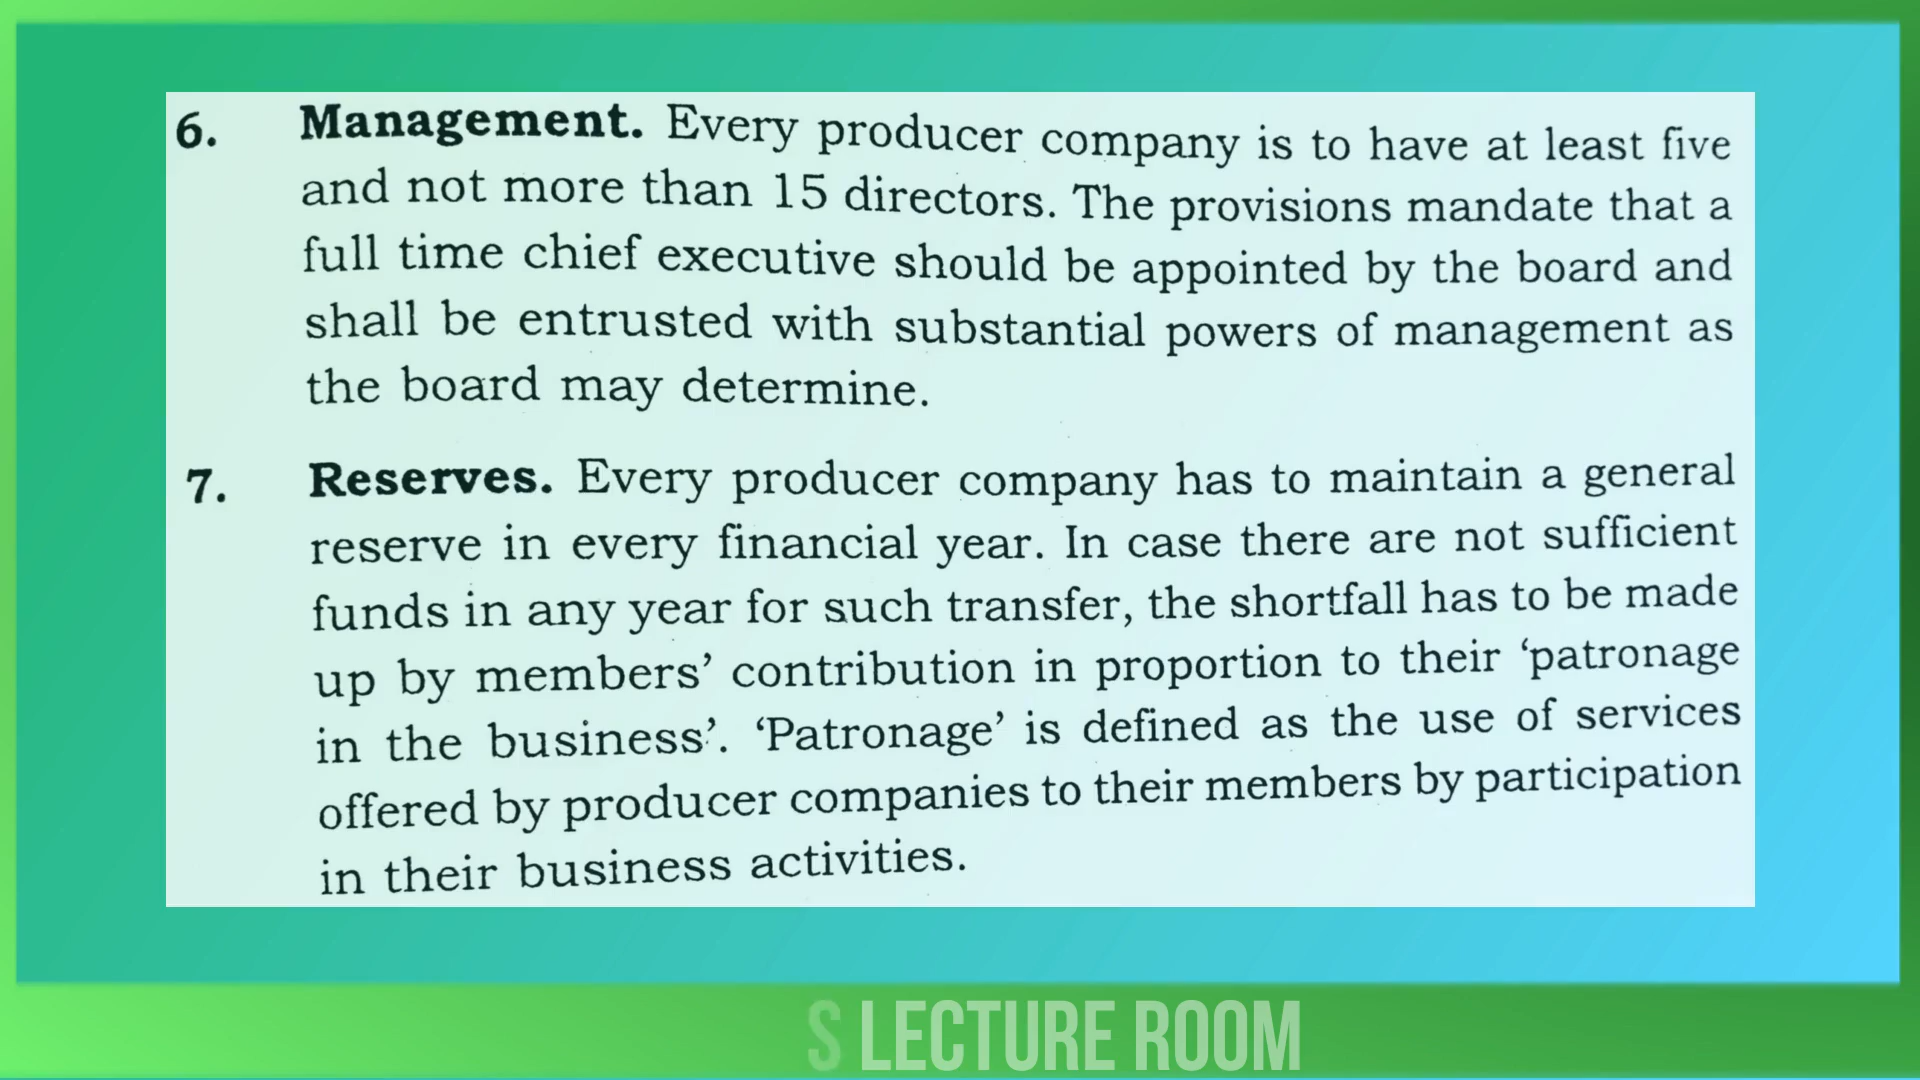 6. Management. Every producer company is to have at least five
and not more than 15 directors. The provisions mandate that a
full time chief executive should be appointed by the board and
shall be entrusted with substantial powers of management as
the board may determine.
7. Reserves. Every producer company has to maintain a general
reserve in every financial year. In case there are not sufficient
funds in any year for such transfer, the shortfall has to be made
up by members’ contribution in proportion to their ‘patronage
in the business’. ‘Patronage’ is defined as the use of services
offered by producer companies to their members by participation
in their business activities.
S LECTURE ROOM